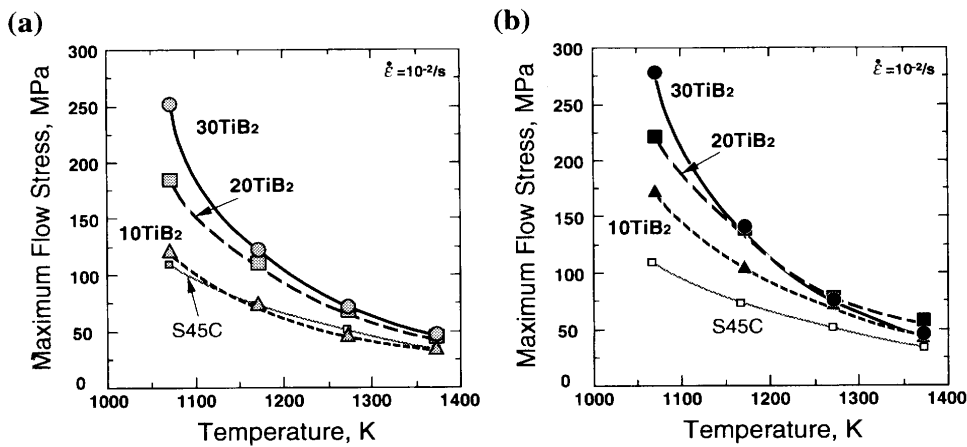 (a)
300
250
200
150
100
50
0
Maximum Flow Stress, MPa
ε̇ =10⁻²/s
30TiB₂
20TiB₂
10TiB₂
S45C
1000 1100 1200 1300 1400
Temperature, K
(b)
300
250
200
150
100
50
0
Maximum Flow Stress, MPa
ε̇ =10⁻²/s
30TiB₂
20TiB₂
10TiB₂
S45C
1000 1100 1200 1300 1400
Temperature, K